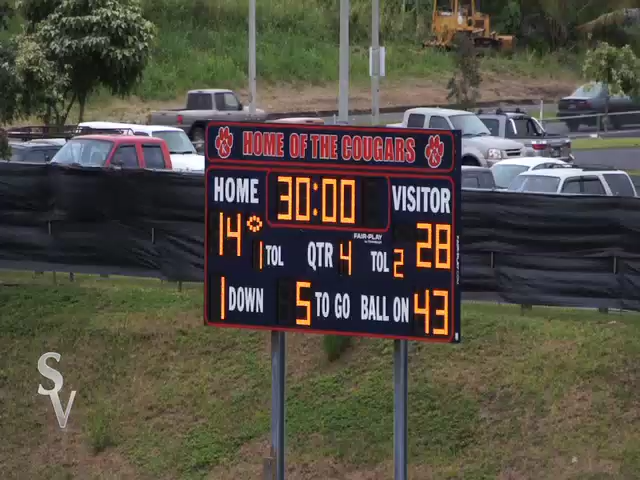 HOME OF THE COUGARS
HOME 30:00 VISITOR
14 28
FAIR-PLAY
1 TOL QTR 4 TOL 2
1 DOWN 5 TO GO BALL ON 43
SV